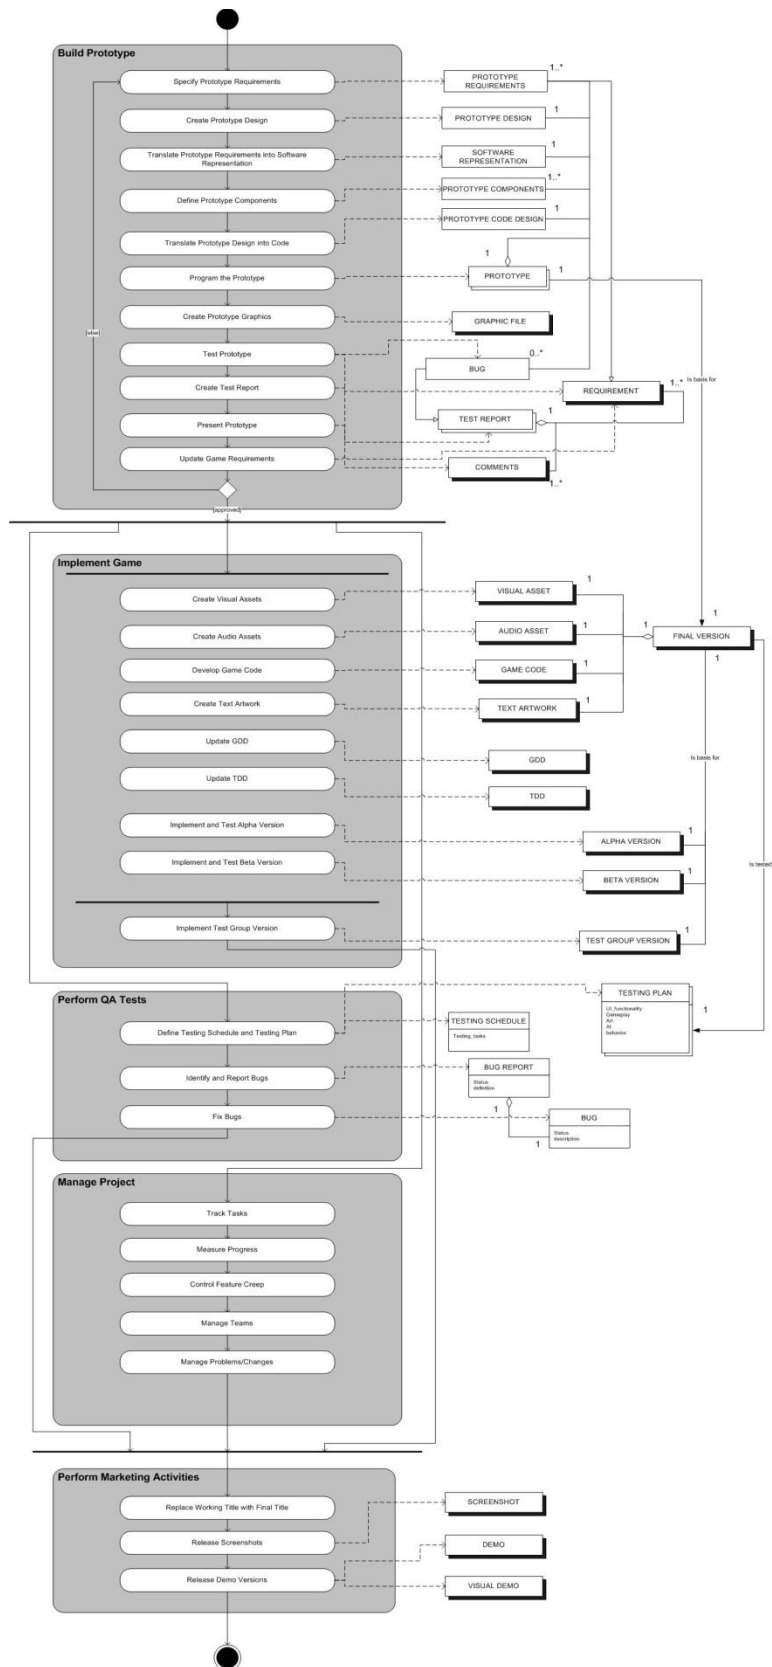 Build Prototype
Specify Prototype Requirements
PROTOTYPE
REQUIREMENTS
1..*
Create Prototype Design
PROTOTYPE DESIGN
1
Translate Prototype Requirements into Software
Representation
SOFTWARE
REPRESENTATION
1
Define Prototype Components
PROTOTYPE COMPONENTS
1..*
Translate Prototype Design into Code
PROTOTYPE CODE DESIGN
1
1
Program the Prototype
PROTOTYPE
1
Create Prototype Graphics
GRAPHIC FILE
[else]
Test Prototype
BUG
0..*
Is basis for
Create Test Report
REQUIREMENT
1..*
Present Prototype
TEST REPORT
1
Update Game Requirements
COMMENTS
1..*
[approved]
Implement Game
Create Visual Assets
VISUAL ASSET
1
Create Audio Assets
AUDIO ASSET
1
1
FINAL VERSION
1
1
Develop Game Code
GAME CODE
1
Create Text Artwork
TEXT ARTWORK
1
Update GDD
GDD
Is basis for
Update TDD
TDD
Implement and Test Alpha Version
ALPHA VERSION
1
Implement and Test Beta Version
BETA VERSION
1
Is tested
Implement Test Group Version
TEST GROUP VERSION
1
Perform QA Tests
Define Testing Schedule and Testing Plan
TESTING SCHEDULE
Testing_tasks
TESTING PLAN
UI_functionality
Gameplay
Art
AI
behavior
1
Identify and Report Bugs
BUG REPORT
Status
definition
1
Fix Bugs
BUG
Status
description
1
Manage Project
Track Tasks
Measure Progress
Control Feature Creep
Manage Teams
Manage Problems/Changes
Perform Marketing Activities
Replace Working Title with Final Title
SCREENSHOT
Release Screenshots
DEMO
Release Demo Versions
VISUAL DEMO